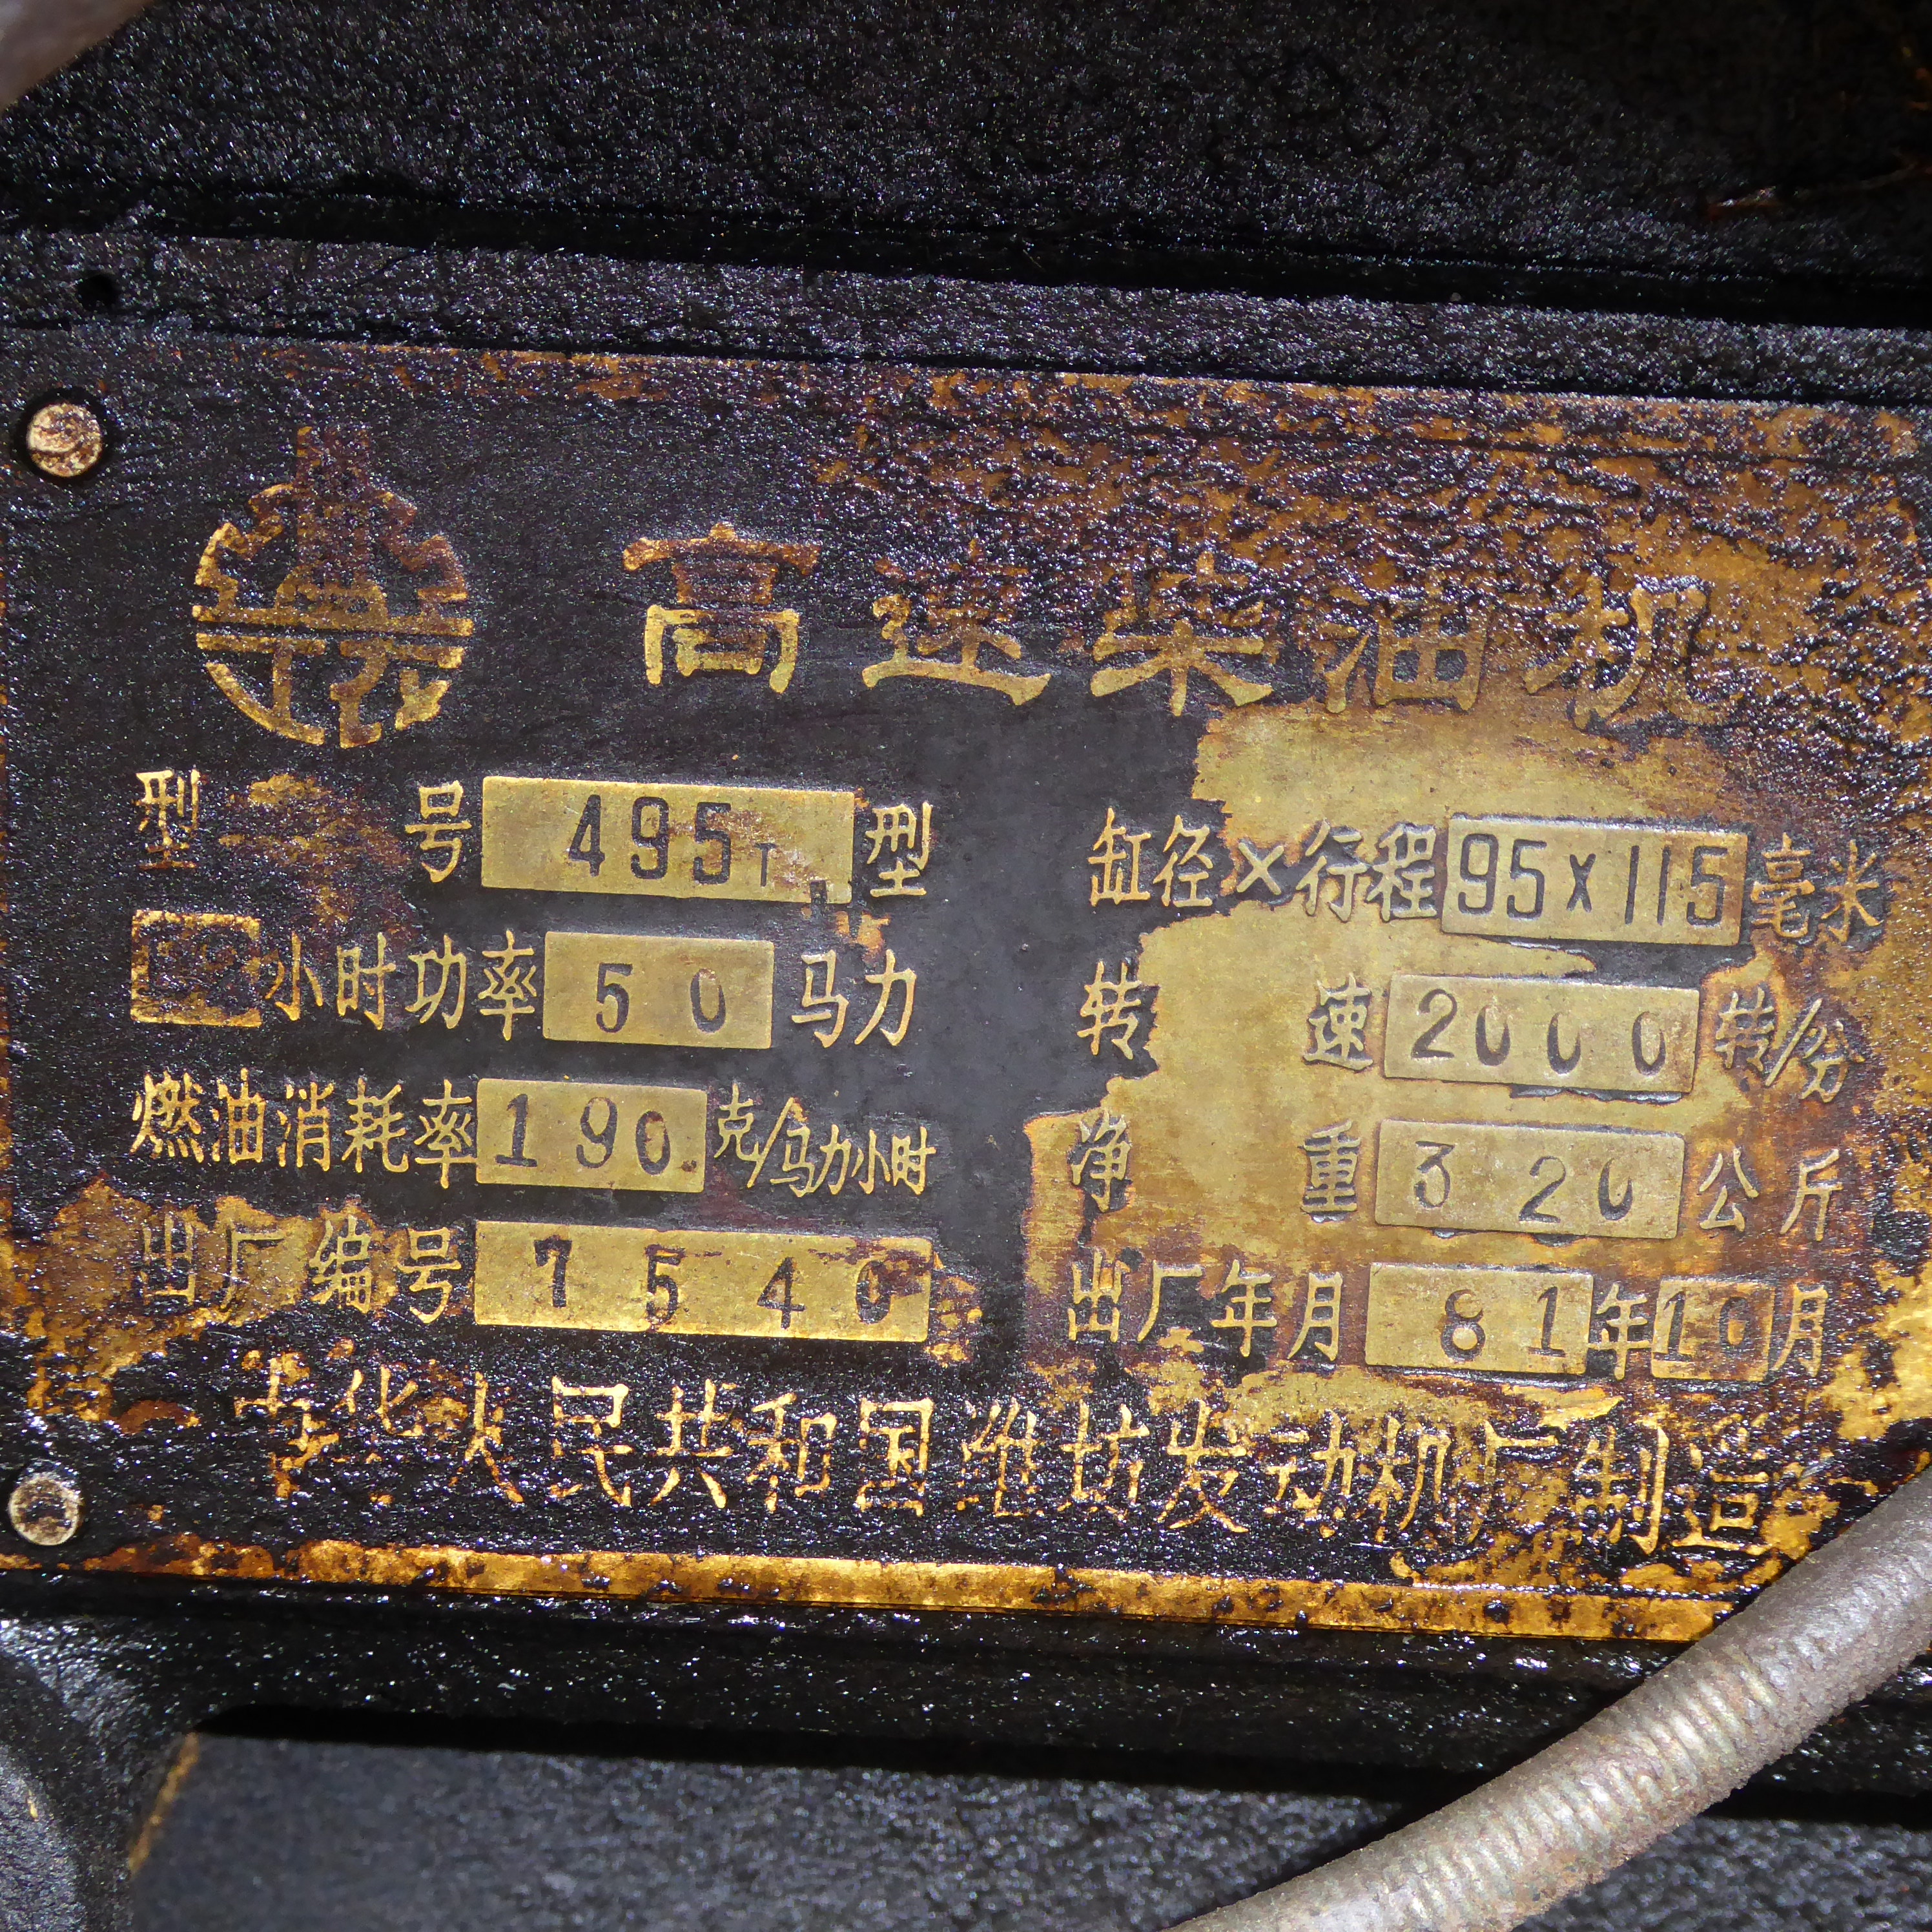 高速柴油机
型号 495T 型 缸径×行程 95×115 毫米
小时功率 50 马力 转速 2000 转/分
燃油消耗率 190 克/马力小时 净重 320 公斤
出厂编号 7540 出厂年月 81年10月
中华人民共和国潍坊发动机厂制造